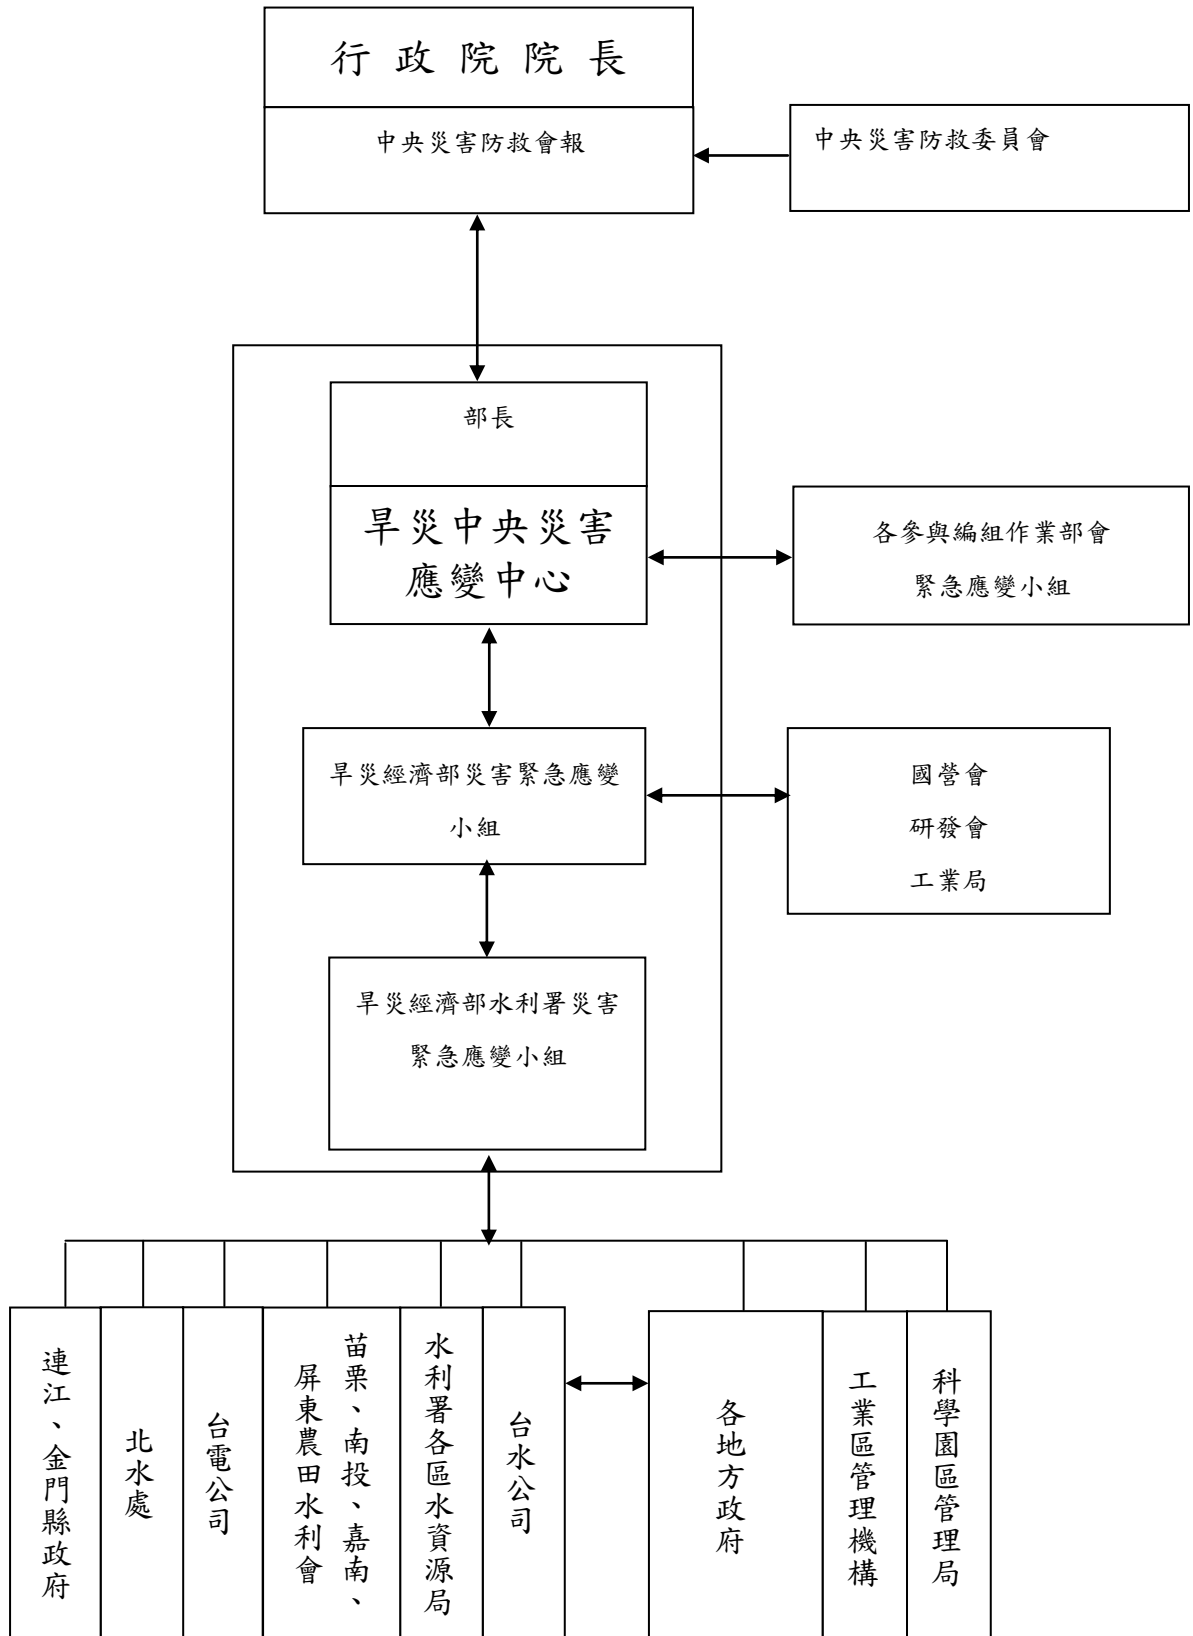 行政院院長
中央災害防救會報
中央災害防救委員會
部長
旱災中央災害
應變中心
各參與編組作業部會
緊急應變小組
旱災經濟部災害緊急應變
小組
國營會
研發會
工業局
旱災經濟部水利署災害
緊急應變小組
連江、金門縣政府
北水處
台電公司
苗栗、南投、嘉南、
屏東農田水利會
水利署各區水資源局
台水公司
各地方政府
工業區管理機構
科學園區管理局